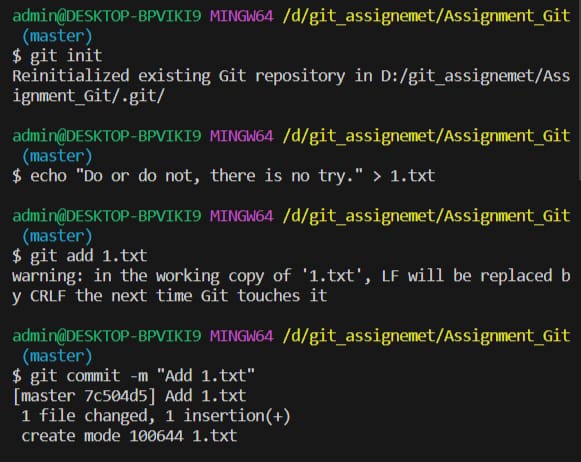 admin@DESKTOP-BPVIKI9 MINGW64 /d/git_assignemet/Assignment_Git
(master)
$ git init
Reinitialized existing Git repository in D:/git_assignemet/Ass
ignment_Git/.git/
admin@DESKTOP-BPVIKI9 MINGW64 /d/git_assignemet/Assignment_Git
(master)
$ echo "Do or do not, there is no try." > 1.txt
admin@DESKTOP-BPVIKI9 MINGW64 /d/git_assignemet/Assignment_Git
(master)
$ git add 1.txt
warning: in the working copy of '1.txt', LF will be replaced b
y CRLF the next time Git touches it
admin@DESKTOP-BPVIKI9 MINGW64 /d/git_assignemet/Assignment_Git
(master)
$ git commit -m "Add 1.txt"
[master 7c504d5] Add 1.txt
1 file changed, 1 insertion(+)
create mode 100644 1.txt